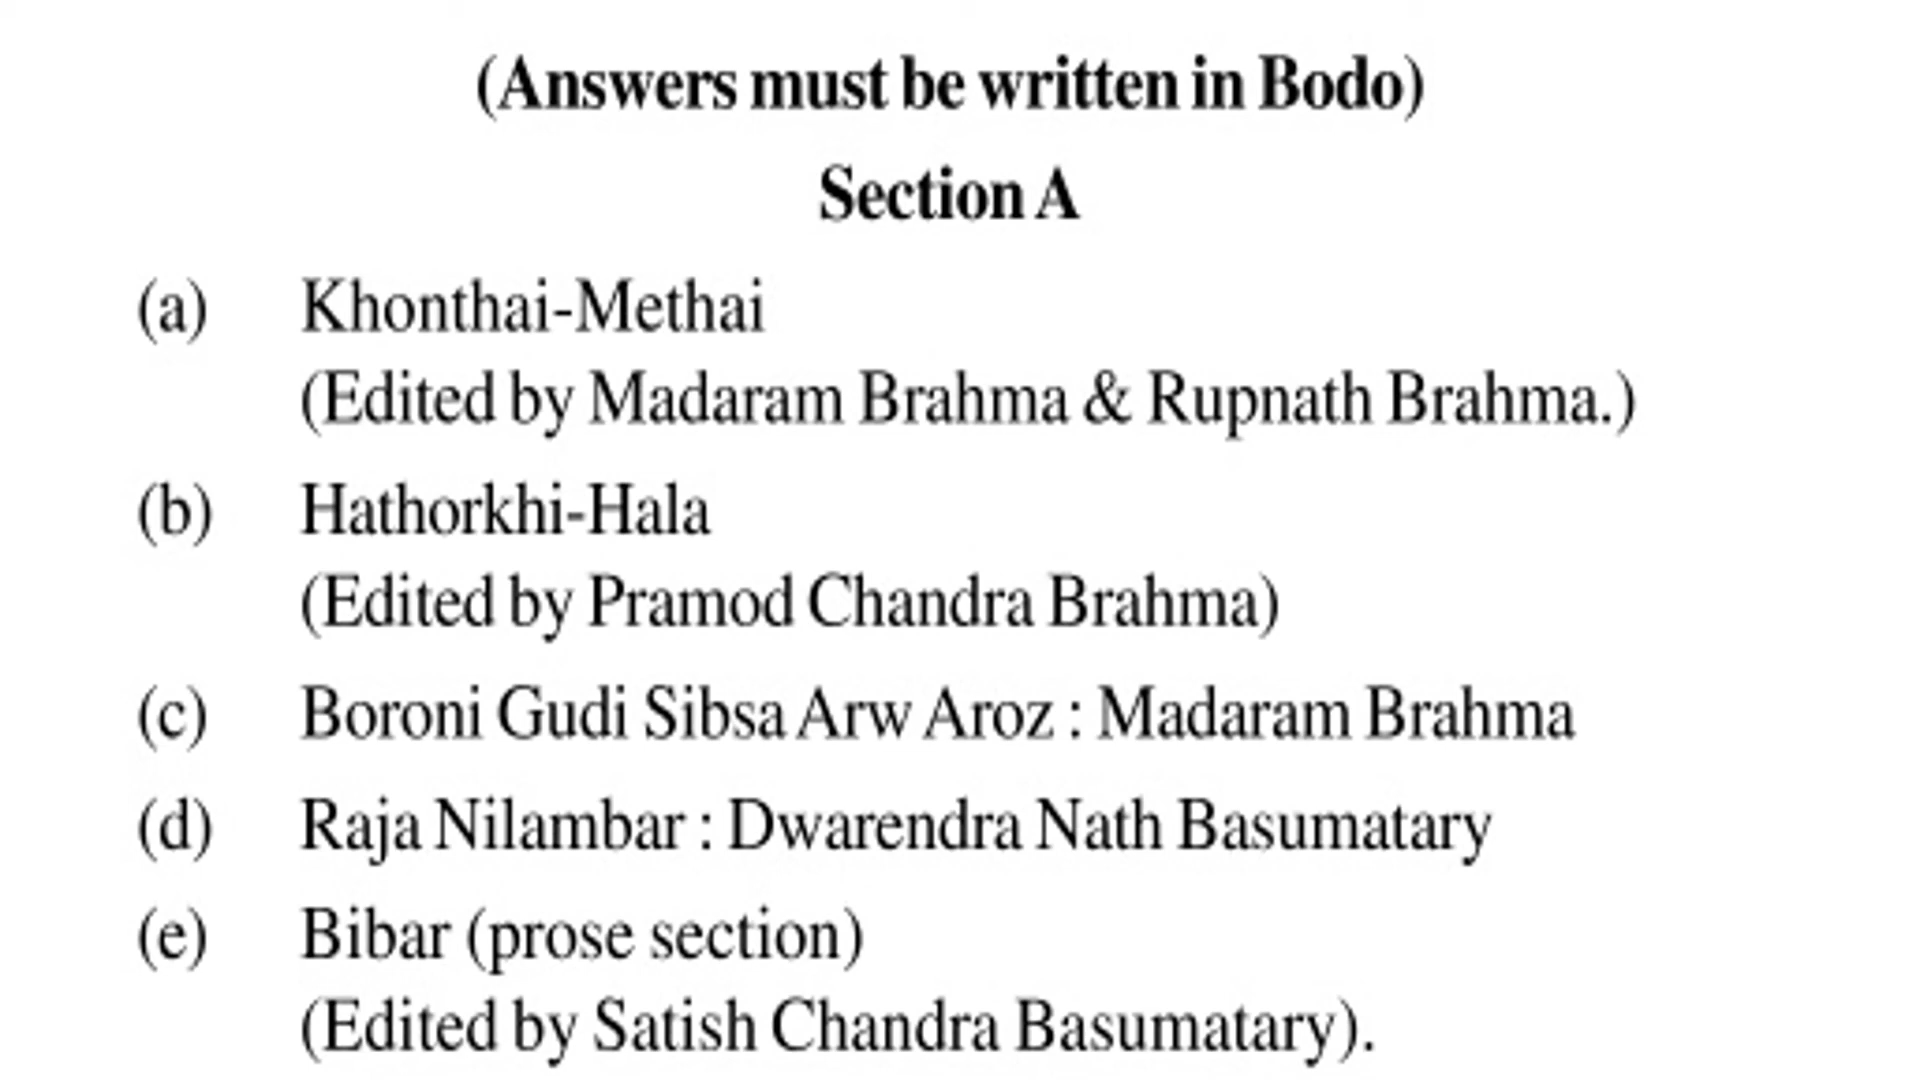 (Answers must be written in Bodo)
Section A
(a) Khonthai-Methai
(Edited by Madaram Brahma & Rupnath Brahma.)
(b) Hathorkhi-Hala
(Edited by Pramod Chandra Brahma)
(c) Boroni Gudi Sibsa Arw Aroz : Madaram Brahma
(d) Raja Nilambar : Dwarendra Nath Basumatary
(e) Bibar (prose section)
(Edited by Satish Chandra Basumatary).